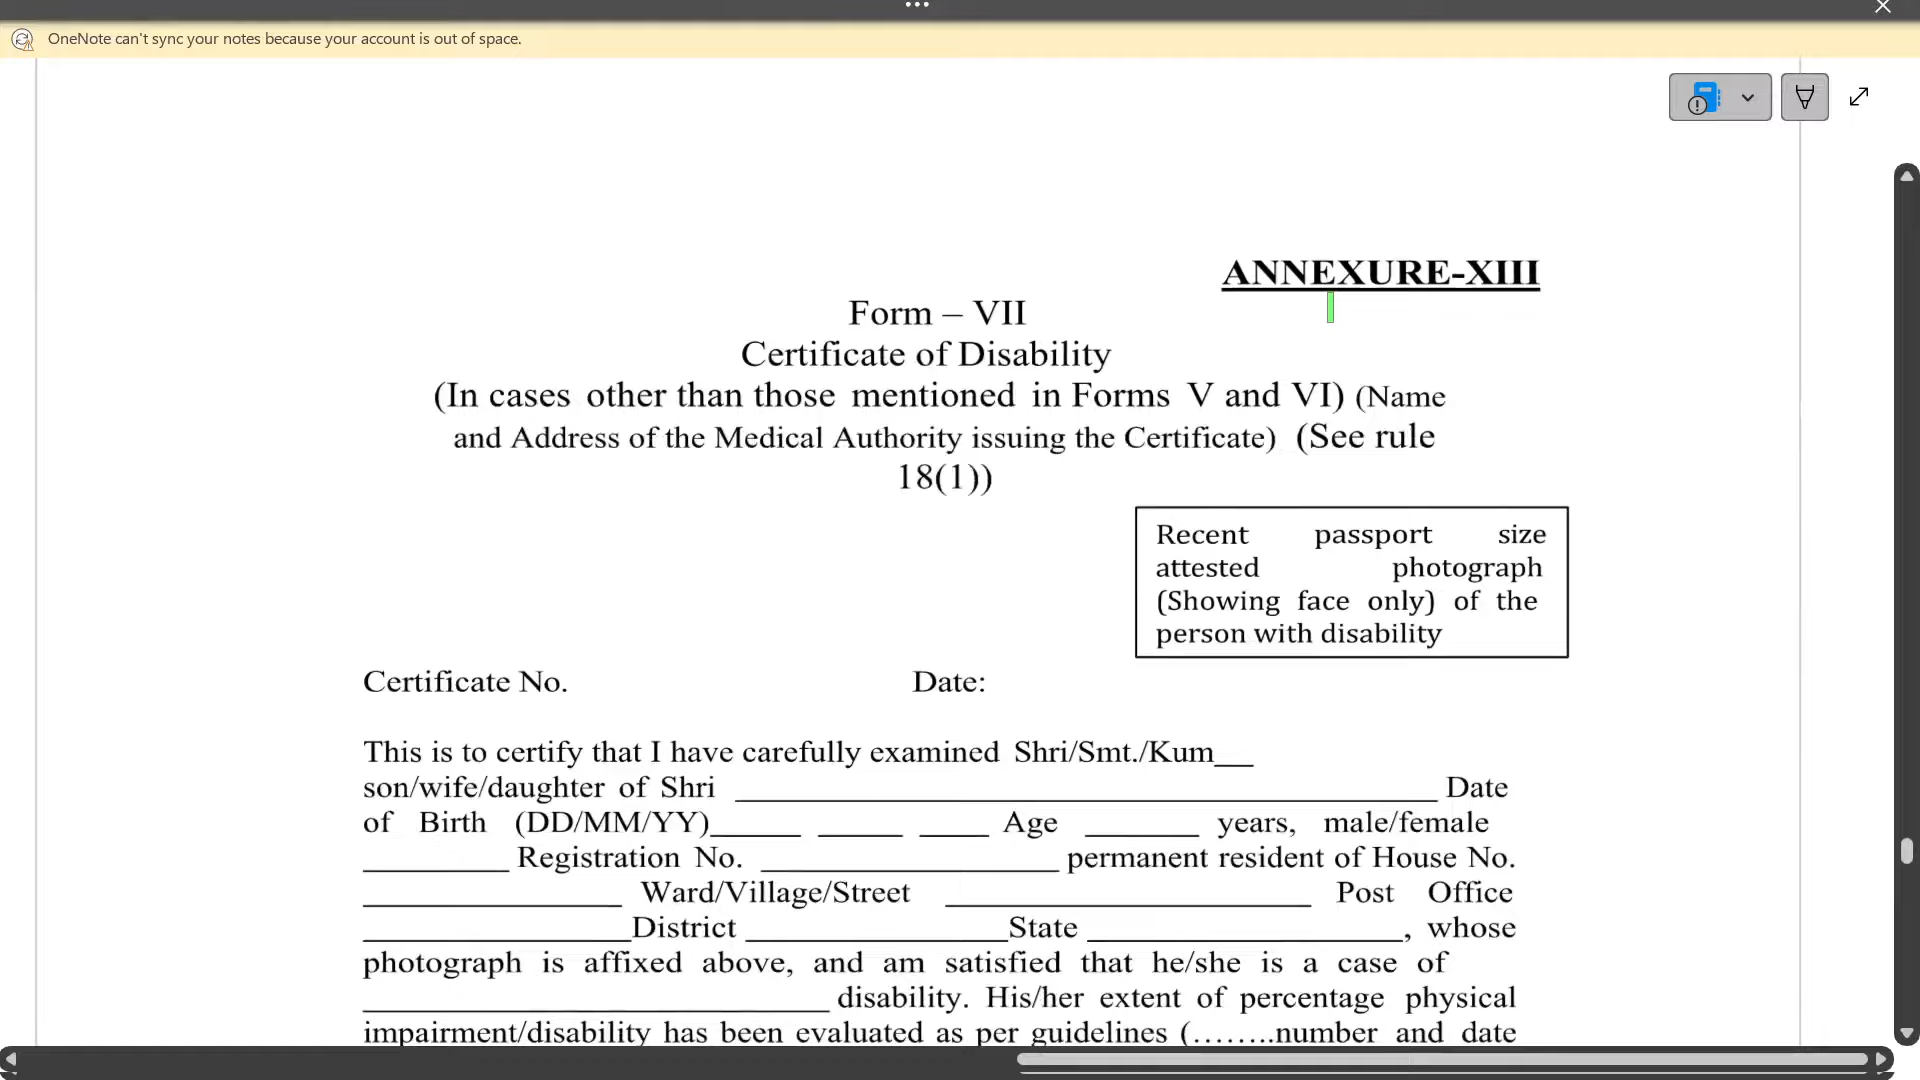 OneNote can't sync your notes because your account is out of space.
ANNEXURE-XIII
Form – VII
Certificate of Disability
(In cases other than those mentioned in Forms V and VI) (Name
and Address of the Medical Authority issuing the Certificate) (See rule
18(1))
Recent passport size
attested photograph
(Showing face only) of the
person with disability
Certificate No. Date:
This is to certify that I have carefully examined Shri/Smt./Kum__
son/wife/daughter of Shri ____________________ Date
of Birth (DD/MM/YY)_____ _____ ____ Age _______ years, male/female
_________ Registration No. __________________ permanent resident of House No.
________________ Ward/Village/Street ______________________ Post Office
________________District ________________State ___________________, whose
photograph is affixed above, and am satisfied that he/she is a case of
____________________________ disability. His/her extent of percentage physical
impairment/disability has been evaluated as per guidelines (……..number and date